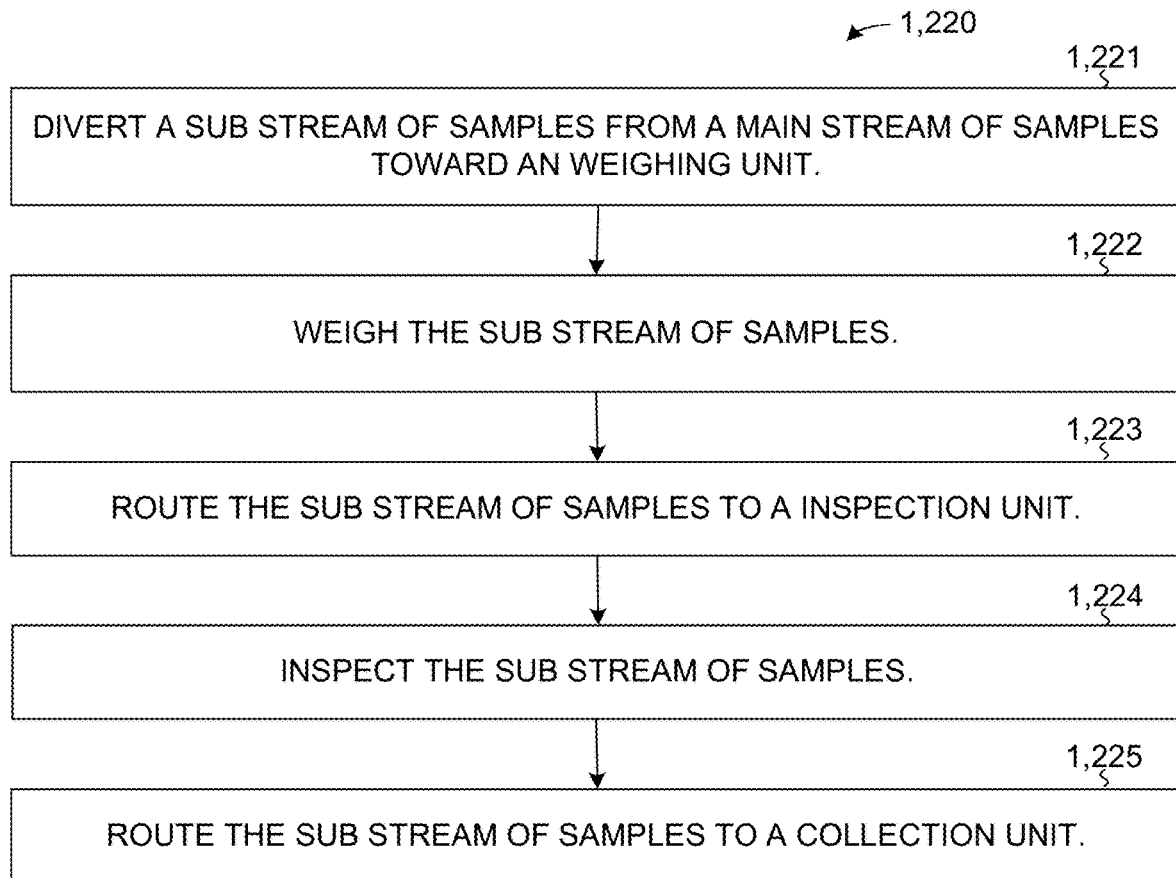 1,220
1,221
DIVERT A SUB STREAM OF SAMPLES FROM A MAIN STREAM OF SAMPLES
TOWARD AN WEIGHING UNIT.
1,222
WEIGH THE SUB STREAM OF SAMPLES.
1,223
ROUTE THE SUB STREAM OF SAMPLES TO A INSPECTION UNIT.
1,224
INSPECT THE SUB STREAM OF SAMPLES.
1,225
ROUTE THE SUB STREAM OF SAMPLES TO A COLLECTION UNIT.